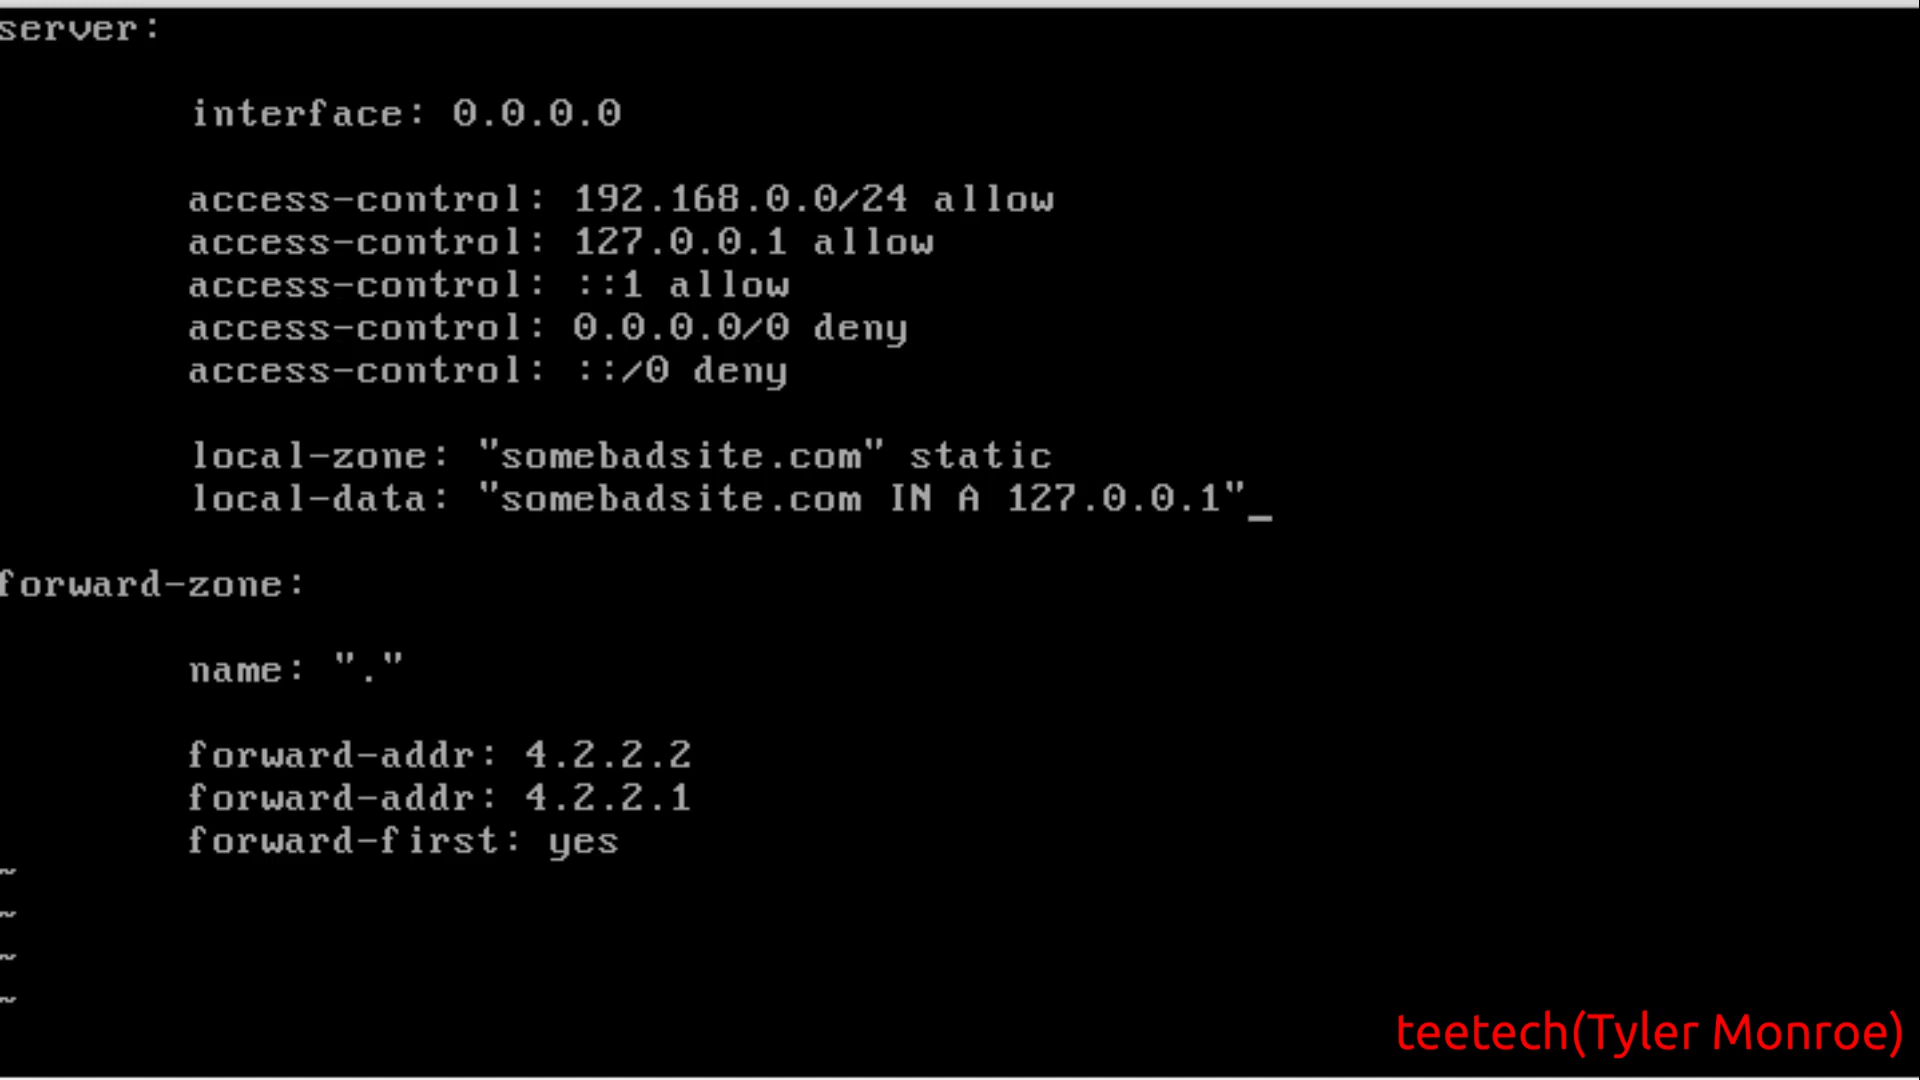 server:
interface: 0.0.0.0
access-control: 192.168.0.0/24 allow
access-control: 127.0.0.1 allow
access-control: ::1 allow
access-control: 0.0.0.0/0 deny
access-control: ::/0 deny
local-zone: "somebadsite.com" static
local-data: "somebadsite.com IN A 127.0.0.1"_
forward-zone:
name: "."
forward-addr: 4.2.2.2
forward-addr: 4.2.2.1
forward-first: yes
~
~
~
~
teetech(Tyler Monroe)